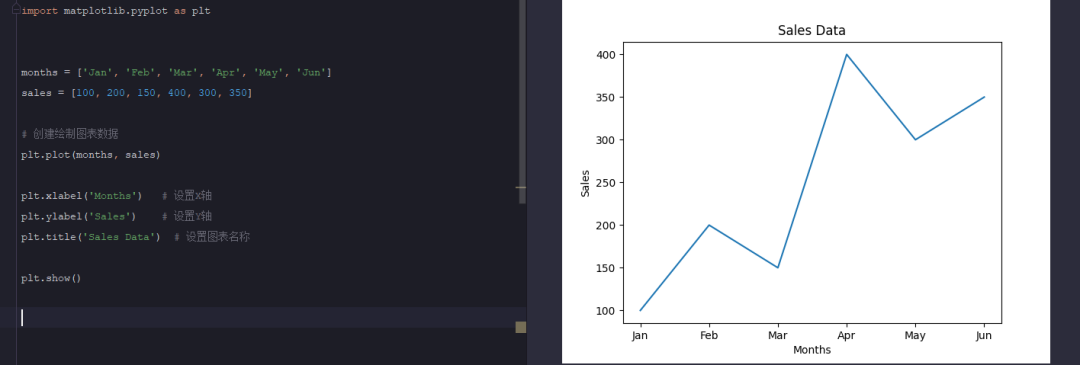 import matplotlib.pyplot as plt
months = ['Jan', 'Feb', 'Mar', 'Apr', 'May', 'Jun']
sales = [100, 200, 150, 400, 300, 350]
# 创建绘制图表数据
plt.plot(months, sales)
plt.xlabel('Months')   # 设置X轴
plt.ylabel('Sales')    # 设置Y轴
plt.title('Sales Data')  # 设置图表名称
plt.show()
Sales Data
400
350
300
250
200
150
100
Sales
Jan Feb Mar Apr May Jun
Months